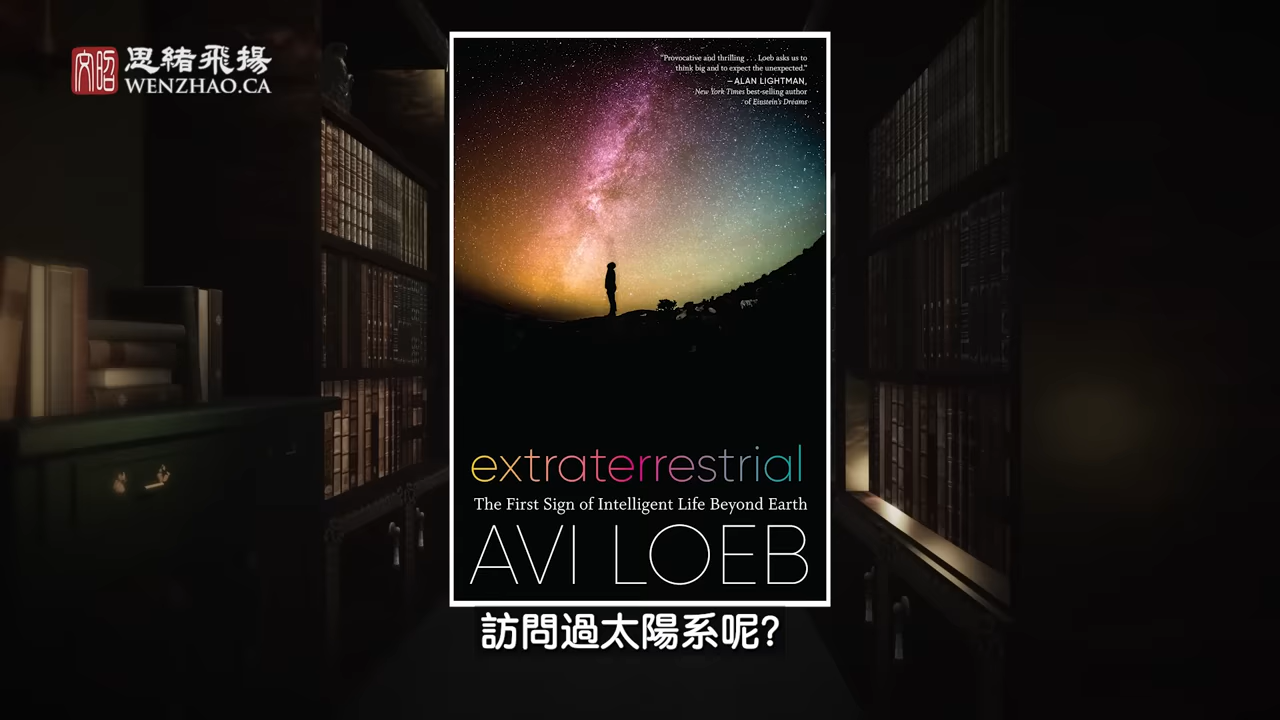 文昭
思緒飛揚
WENZHAO.CA
“Provocative and thrilling . . . Loeb asks us to
think big and to expect the unexpected.”
—ALAN LIGHTMAN,
New York Times best-selling author
of Einstein's Dreams
extraterrestrial
The First Sign of Intelligent Life Beyond Earth
AVI LOEB
訪問過太陽系呢?